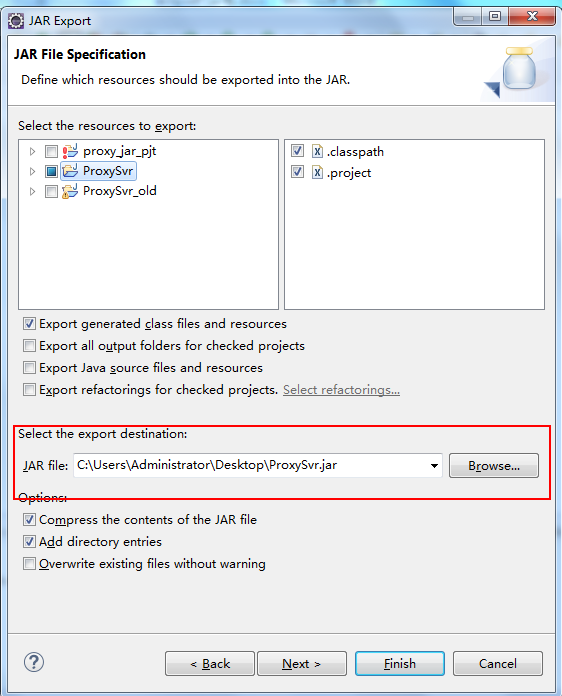 JAR Export
JAR File Specification
Define which resources should be exported into the JAR.
Select the resources to export:
proxy_jar_pjt
ProxySvr
ProxySvr_old
.classpath
.project
Export generated class files and resources
Export all output folders for checked projects
Export Java source files and resources
Export refactorings for checked projects. Select refactorings...
Select the export destination:
JAR file: C:\Users\Administrator\Desktop\ProxySvr.jar Browse...
Options:
Compress the contents of the JAR file
Add directory entries
Overwrite existing files without warning
? < Back Next > Finish Cancel